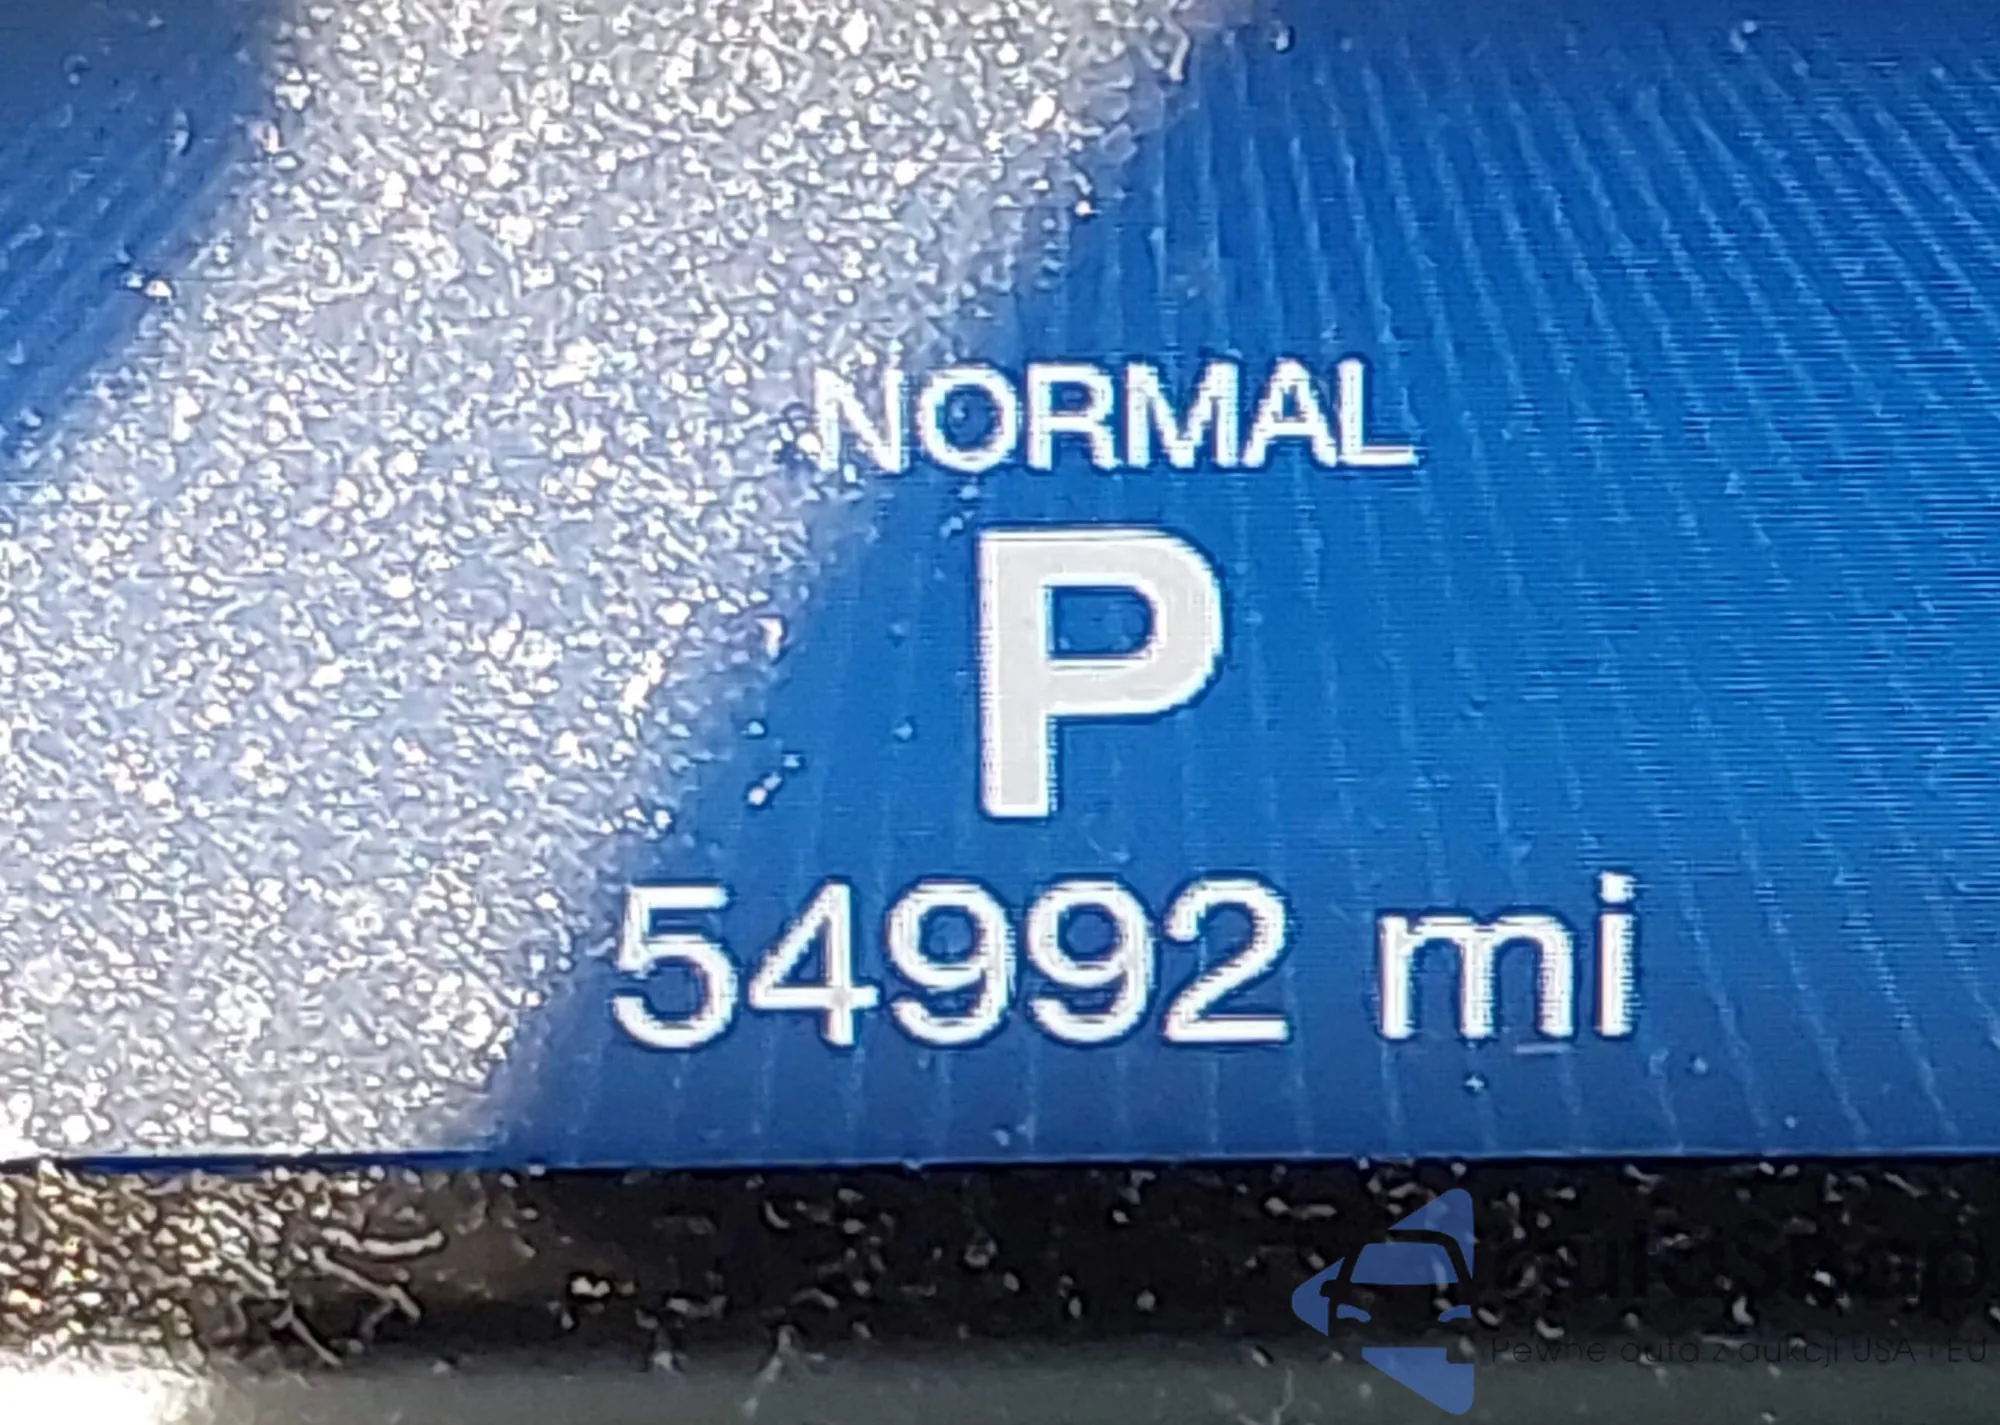 NORMAL
P
54992 mi
Pewne auta z aukcji USA i EU